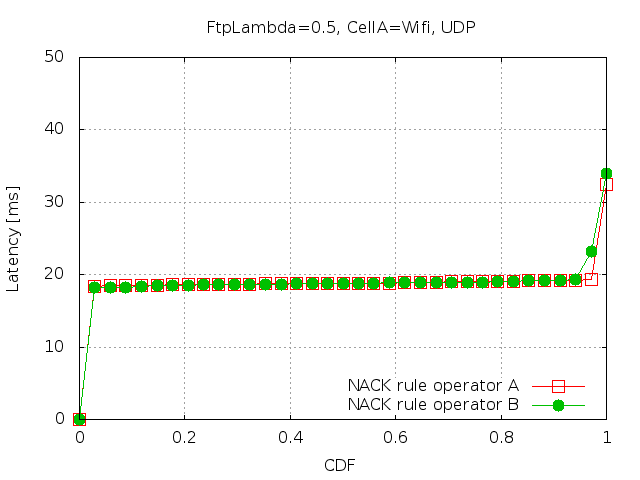 FtpLambda=0.5, CellA=Wifi, UDP
50
40
30
20
10
0
Latency [ms]
NACK rule operator A
NACK rule operator B
0 0.2 0.4 0.6 0.8 1
CDF